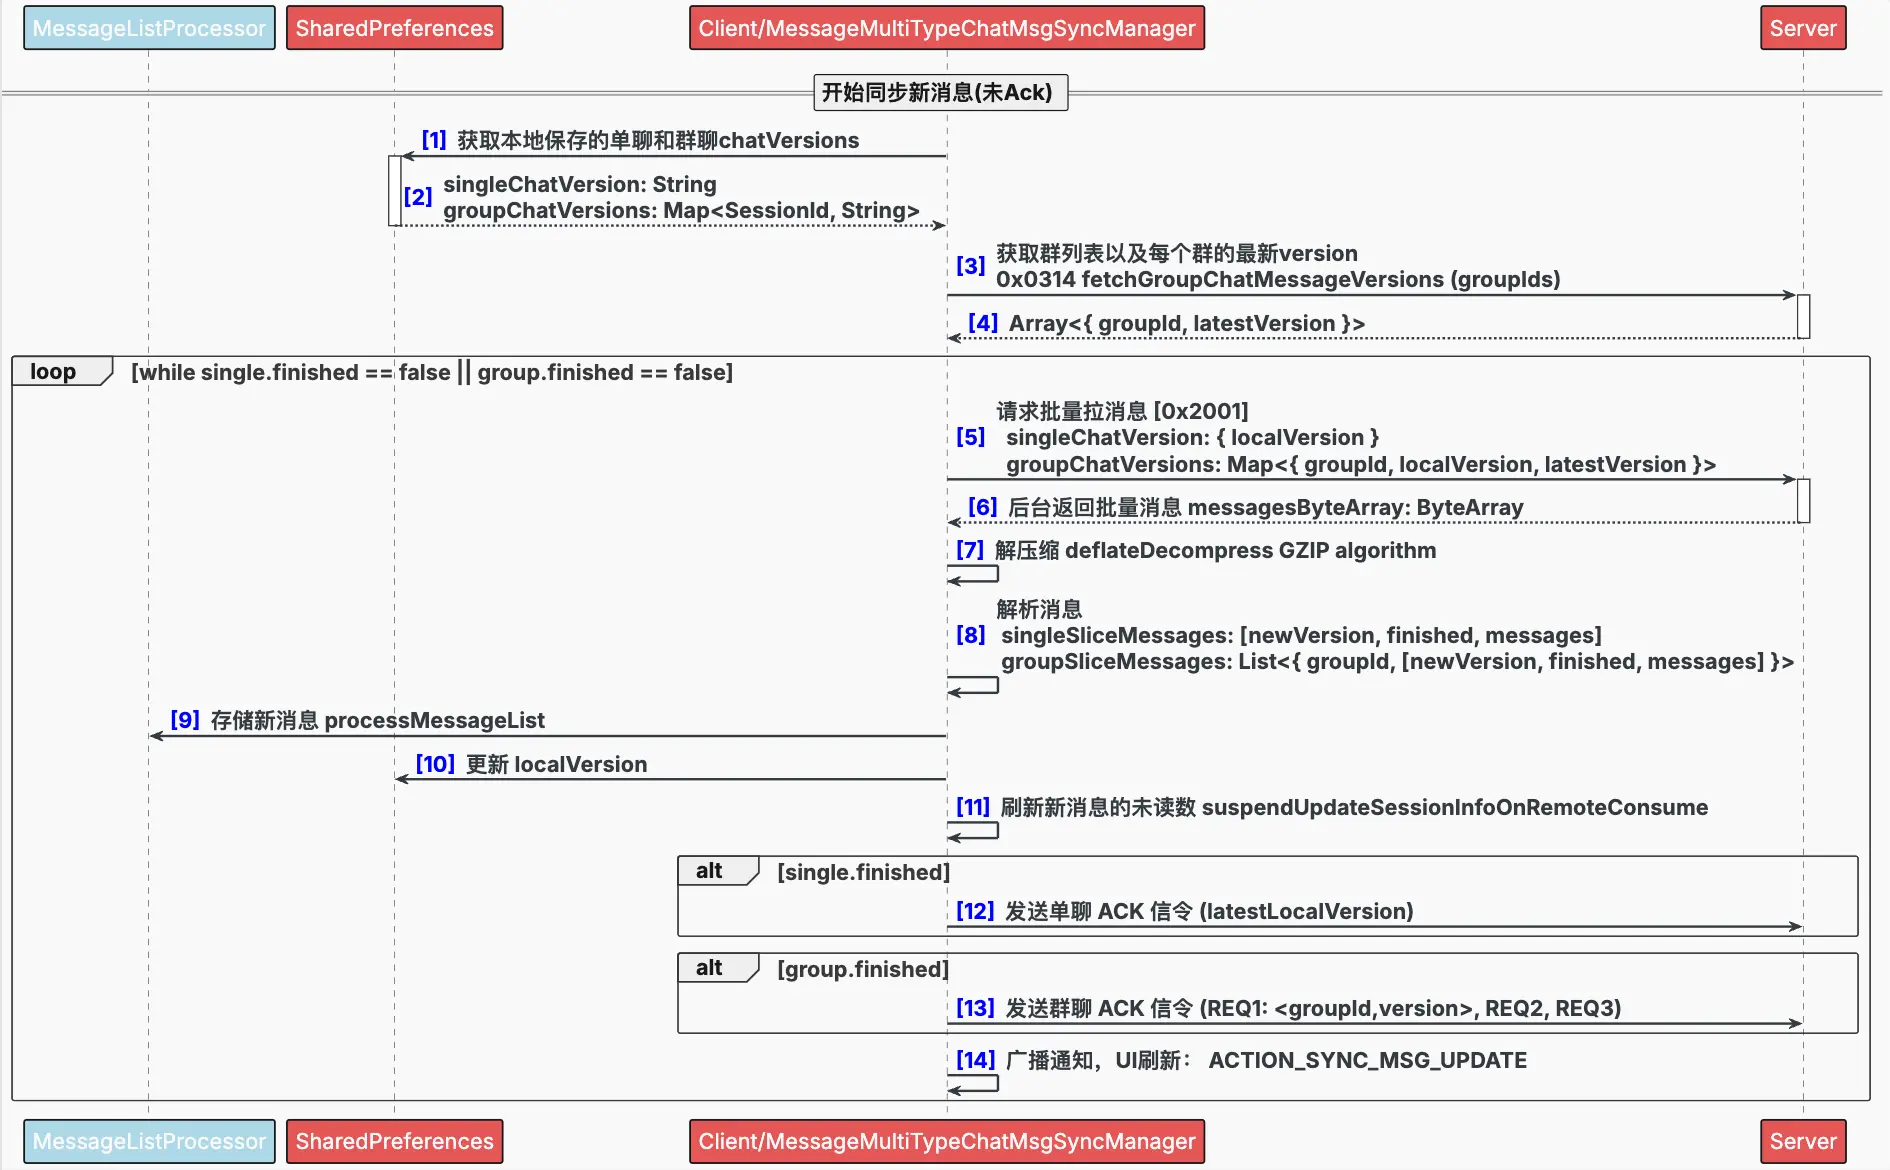 MessageListProcessor
SharedPreferences
Client/MessageMultiTypeChatMsgSyncManager
Server
开始同步新消息(未Ack)
[1] 获取本地保存的单聊和群聊chatVersions
[2] singleChatVersion: String
groupChatVersions: Map<SessionId, String>
[3] 获取群列表以及每个群的最新version
0x0314 fetchGroupChatMessageVersions (groupIds)
[4] Array<{ groupId, latestVersion }>
loop [while single.finished == false || group.finished == false]
请求批量拉消息 [0x2001]
[5] singleChatVersion: { localVersion }
groupChatVersions: Map<{ groupId, localVersion, latestVersion }>
[6] 后台返回批量消息 messagesByteArray: ByteArray
[7] 解压缩 deflateDecompress GZIP algorithm
解析消息
[8] singleSliceMessages: [newVersion, finished, messages]
groupSliceMessages: List<{ groupId, [newVersion, finished, messages] }>
[9] 存储新消息 processMessageList
[10] 更新 localVersion
[11] 刷新新消息的未读数 suspendUpdateSessionInfoOnRemoteConsume
alt [single.finished]
[12] 发送单聊 ACK 信令 (latestLocalVersion)
alt [group.finished]
[13] 发送群聊 ACK 信令 (REQ1: <groupId,version>, REQ2, REQ3)
[14] 广播通知，UI刷新： ACTION_SYNC_MSG_UPDATE
MessageListProcessor
SharedPreferences
Client/MessageMultiTypeChatMsgSyncManager
Server